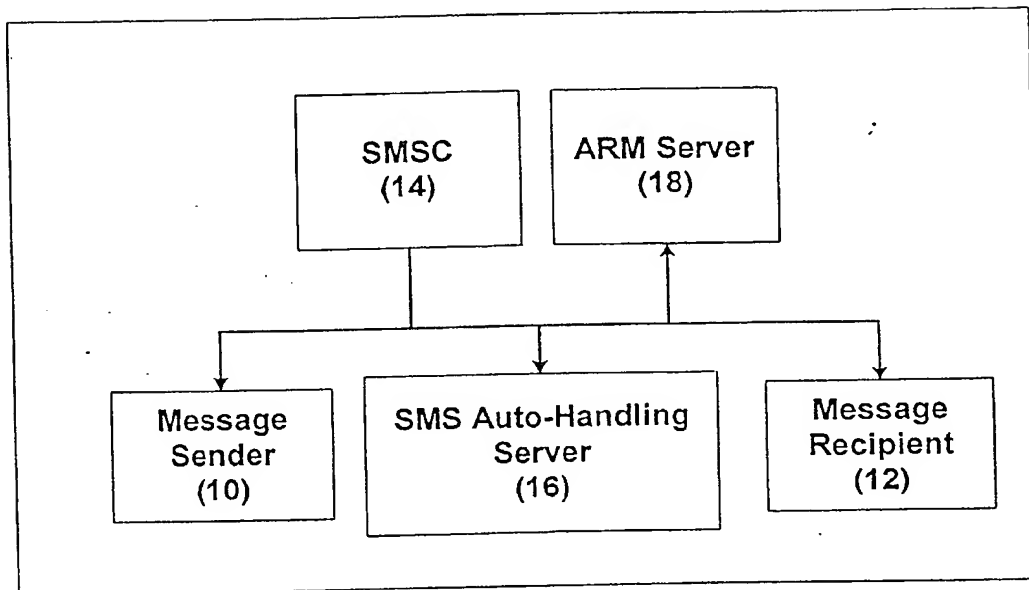 SMSC
(14)
ARM Server
(18)
Message
Sender
(10)
SMS Auto-Handling
Server
(16)
Message
Recipient
(12)